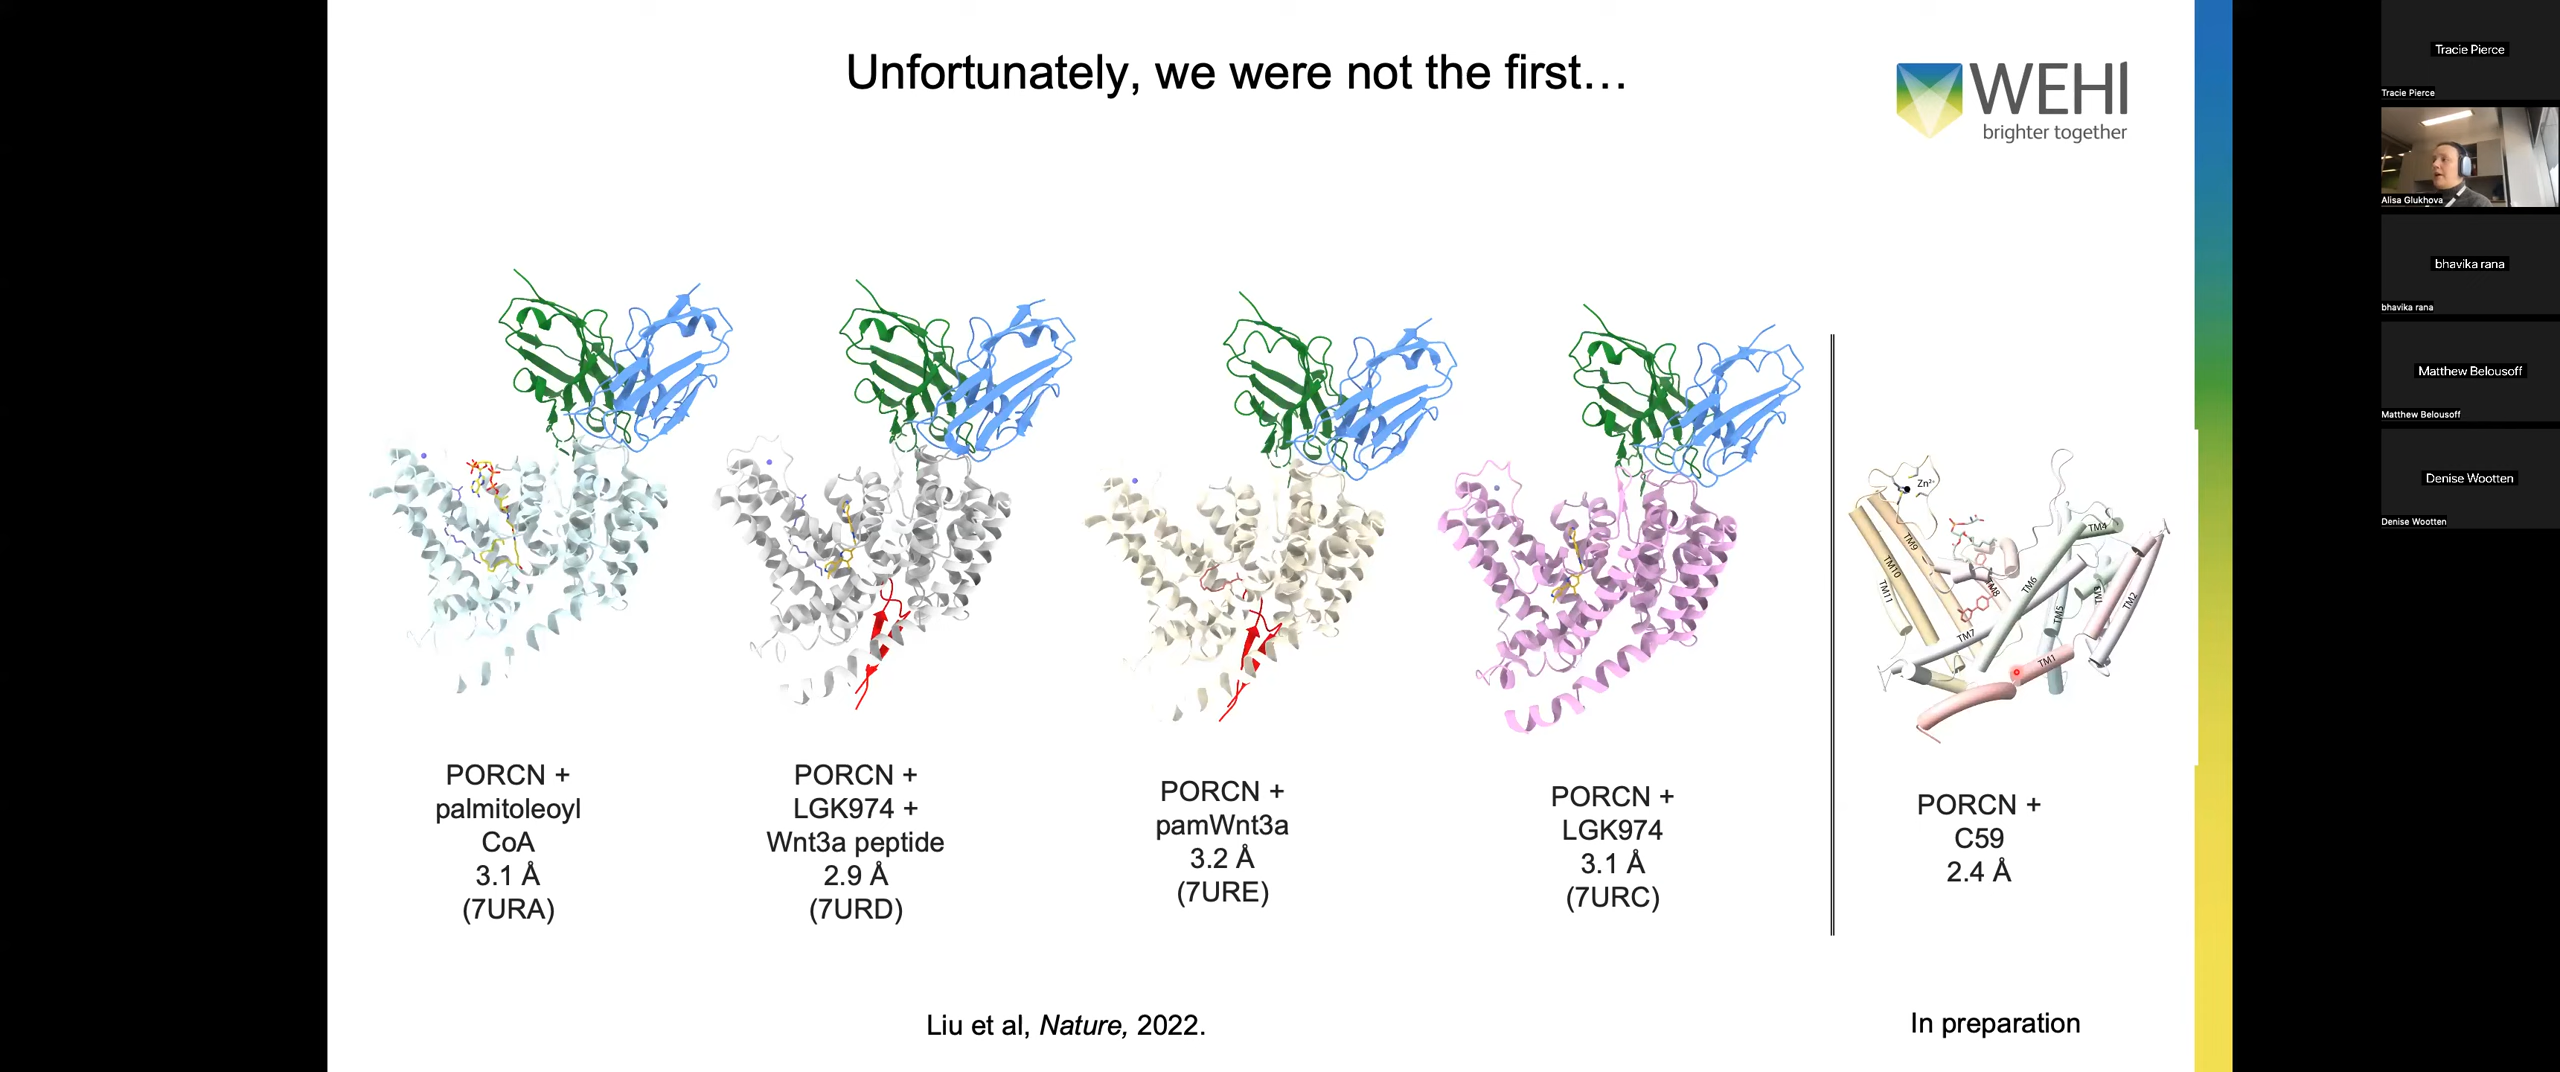 Unfortunately, we were not the first…
WEHI
brighter together
Zn²⁺
TM9
TM10
TM11
TM8
TM7
TM6
TM4
TM3
TM2
TM5
TM1
PORCN +
palmitoleoyl
CoA
3.1 Å
(7URA)
PORCN +
LGK974 +
Wnt3a peptide
2.9 Å
(7URD)
PORCN +
pamWnt3a
3.2 Å
(7URE)
PORCN +
LGK974
3.1 Å
(7URC)
PORCN +
C59
2.4 Å
Liu et al, Nature, 2022.
In preparation
Tracie Pierce
Tracie Pierce
Alisa Glukhova
bhavika rana
bhavika rana
Matthew Belousoff
Matthew Belousoff
Denise Wootten
Denise Wootten